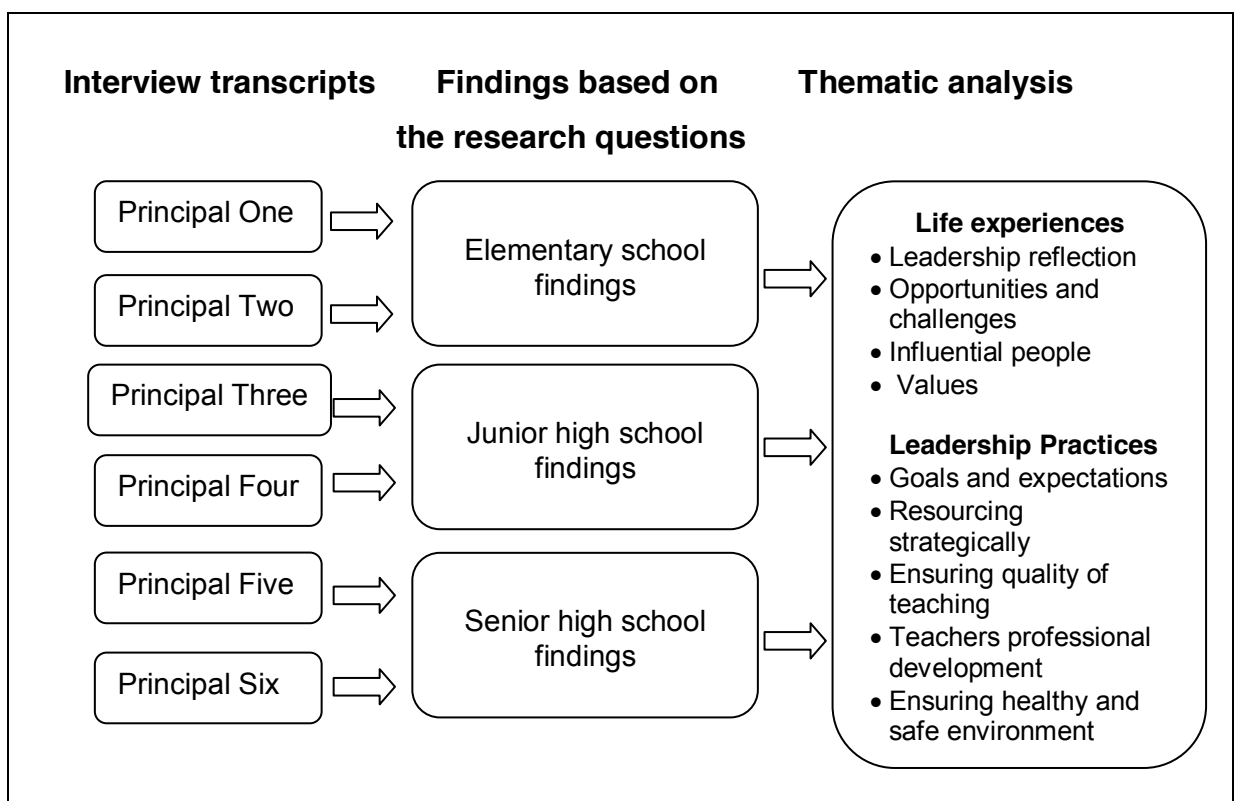 Interview transcripts
Findings based on
the research questions
Thematic analysis
Principal One
Principal Two
Principal Three
Principal Four
Principal Five
Principal Six
Elementary school
findings
Junior high school
findings
Senior high school
findings
Life experiences
• Leadership reflection
• Opportunities and
challenges
• Influential people
• Values
Leadership Practices
• Goals and expectations
• Resourcing
strategically
• Ensuring quality of
teaching
• Teachers professional
development
• Ensuring healthy and
safe environment